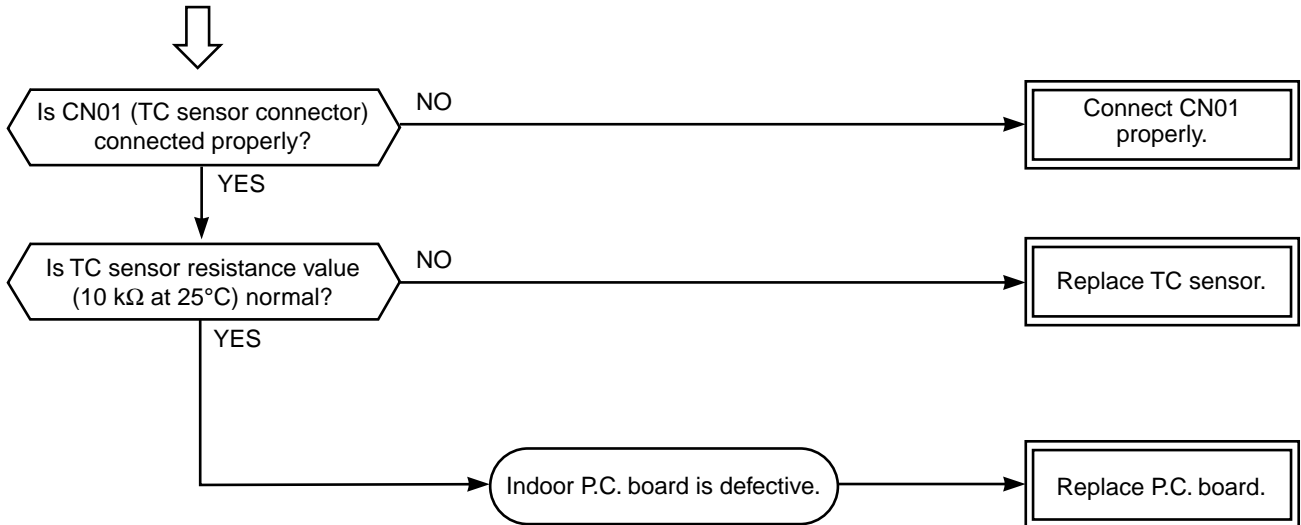 Is CN01 (TC sensor connector)
connected properly?
NO
Connect CN01
properly.
YES
Is TC sensor resistance value
(10 kΩ at 25°C) normal?
NO
Replace TC sensor.
YES
Indoor P.C. board is defective.
Replace P.C. board.